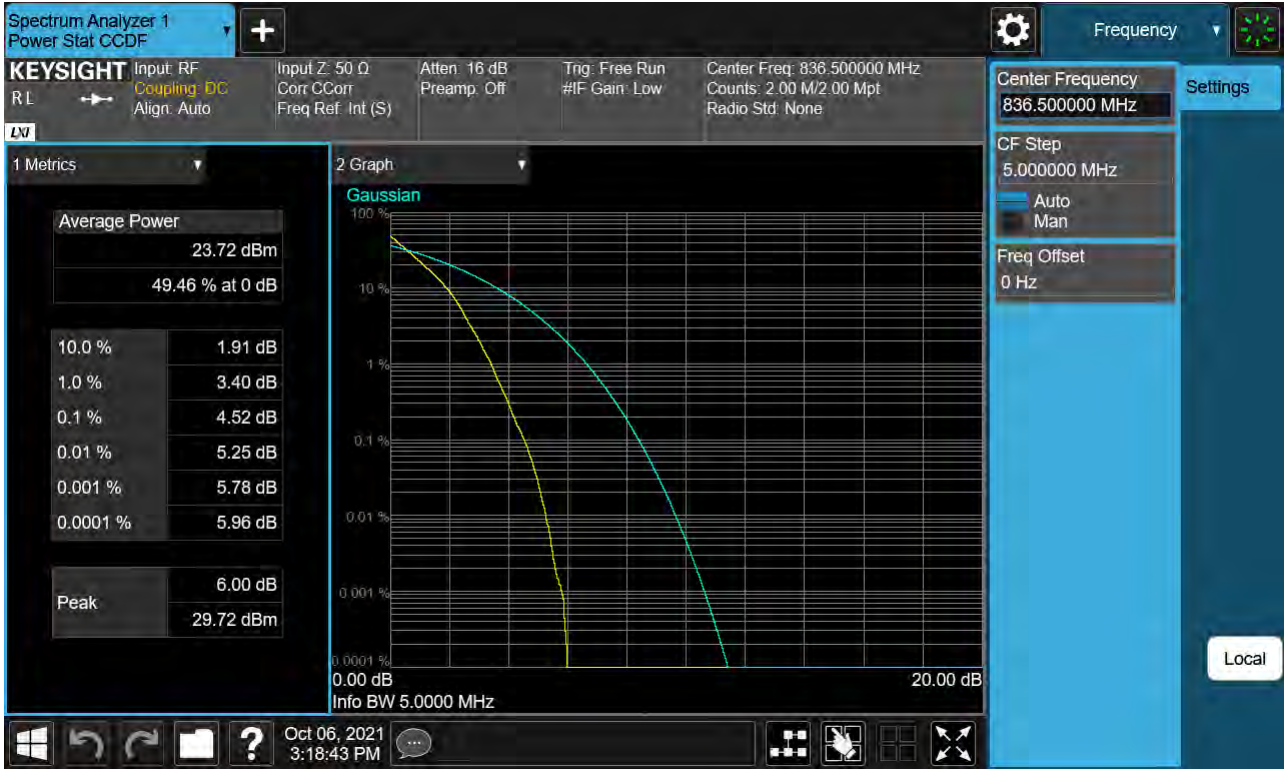 Spectrum Analyzer 1
Power Stat CCDF
+
Frequency
KEYSIGHT
R L
LXI
Input: RF
Coupling: DC
Align: Auto
Input Z: 50 Ω
Corr CCorr
Freq Ref: Int (S)
Atten: 16 dB
Preamp: Off
Trig: Free Run
#IF Gain: Low
Center Freq: 836.500000 MHz
Counts: 2.00 M/2.00 Mpt
Radio Std: None
1 Metrics
Average Power
23.72 dBm
49.46 % at 0 dB
10.0 % 1.91 dB
1.0 % 3.40 dB
0.1 % 4.52 dB
0.01 % 5.25 dB
0.001 % 5.78 dB
0.0001 % 5.96 dB
Peak
6.00 dB
29.72 dBm
2 Graph
Gaussian
100 %
10 %
1 %
0.1 %
0.01 %
0.001 %
0.0001 %
0.00 dB
20.00 dB
Info BW 5.0000 MHz
Center Frequency
836.500000 MHz
CF Step
5.000000 MHz
Auto
Man
Freq Offset
0 Hz
Settings
Local
?
Oct 06, 2021
3:18:43 PM